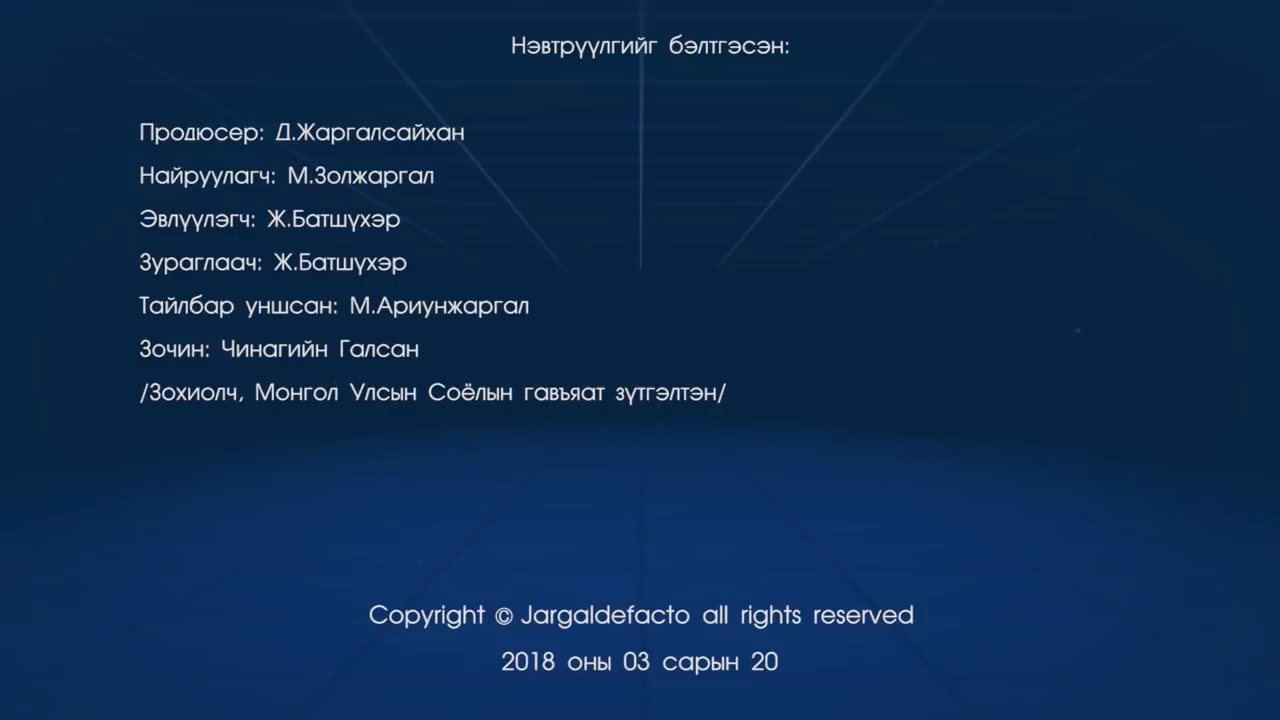 Нэвтрүүлгийг бэлтгэсэн:
Продюсер: Д.Жаргалсайхан
Найруулагч: М.Золжаргал
Эвлүүлэгч: Ж.Батшүхэр
Зураглаач: Ж.Батшүхэр
Тайлбар уншсан: М.Ариунжаргал
Зочин: Чинагийн Галсан
/Зохиолч, Монгол Улсын Соёлын гавъяат зүтгэлтэн/
Copyright © Jargaldefacto all rights reserved
2018 оны 03 сарын 20